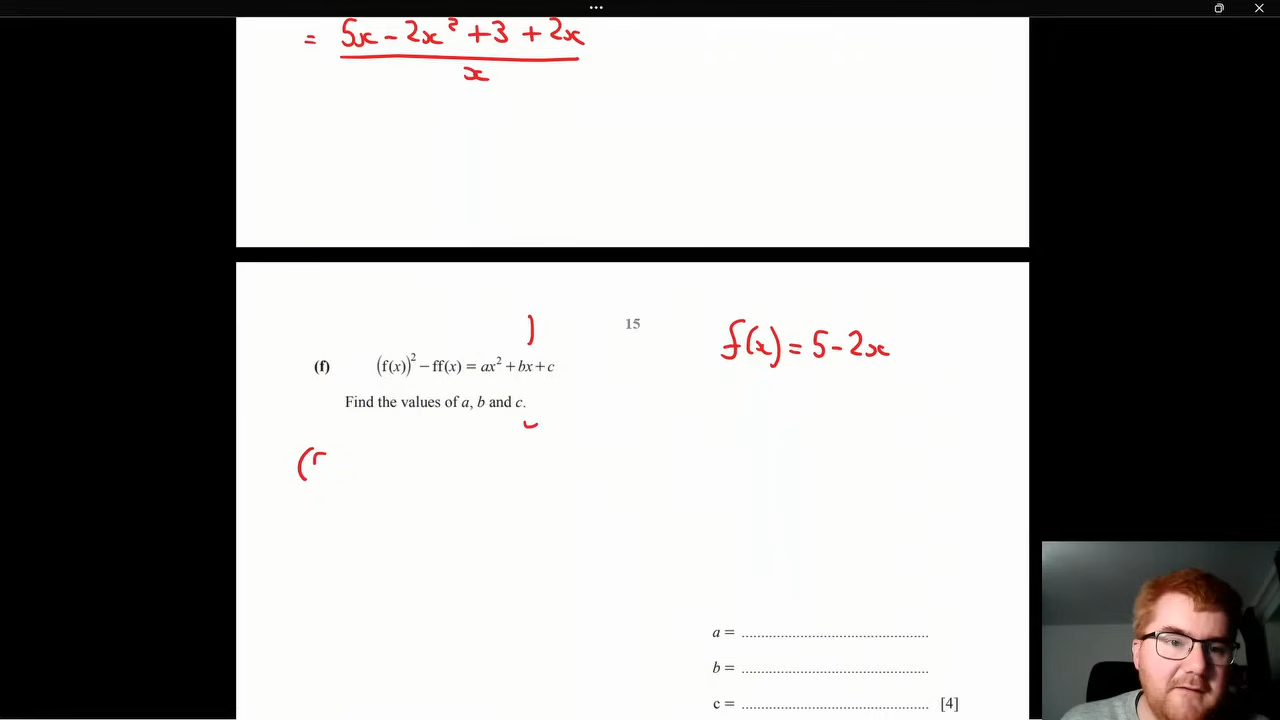 = 5x - 2x² + 3 + 2x
x
15
f(x) = 5 - 2x
(f) (f(x))² − ff(x) = ax² + bx + c
Find the values of a, b and c.
a = ................................................
b = ................................................
c = ................................................ [4]